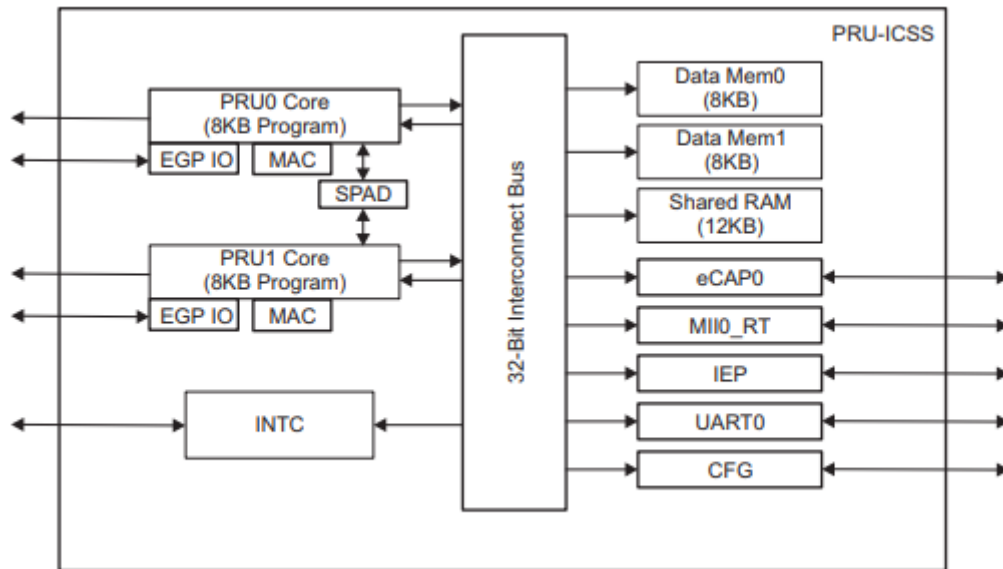 PRU-ICSS
PRU0 Core
(8KB Program)
EGP IO
MAC
SPAD
PRU1 Core
(8KB Program)
EGP IO
MAC
INTC
32-Bit Interconnect Bus
Data Mem0
(8KB)
Data Mem1
(8KB)
Shared RAM
(12KB)
eCAP0
MII0_RT
IEP
UART0
CFG